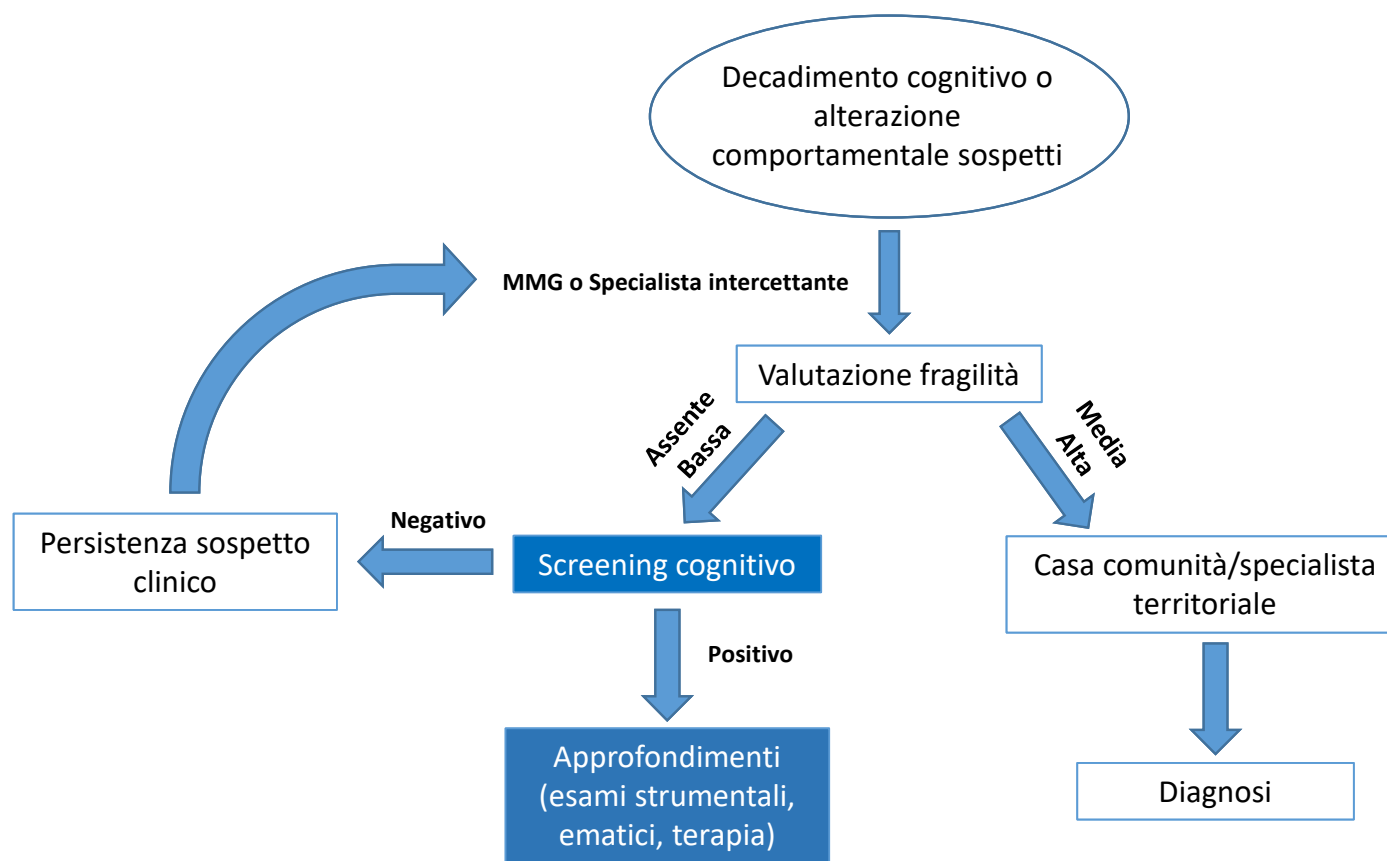 Decadimento cognitivo o
alterazione
comportamentale sospetti
MMG o Specialista intercettante
Valutazione fragilità
Assente
Bassa
Media
Alta
Negativo
Persistenza sospetto
clinico
Screening cognitivo
Casa comunità/specialista
territoriale
Positivo
Approfondimenti
(esami strumentali,
ematici, terapia)
Diagnosi